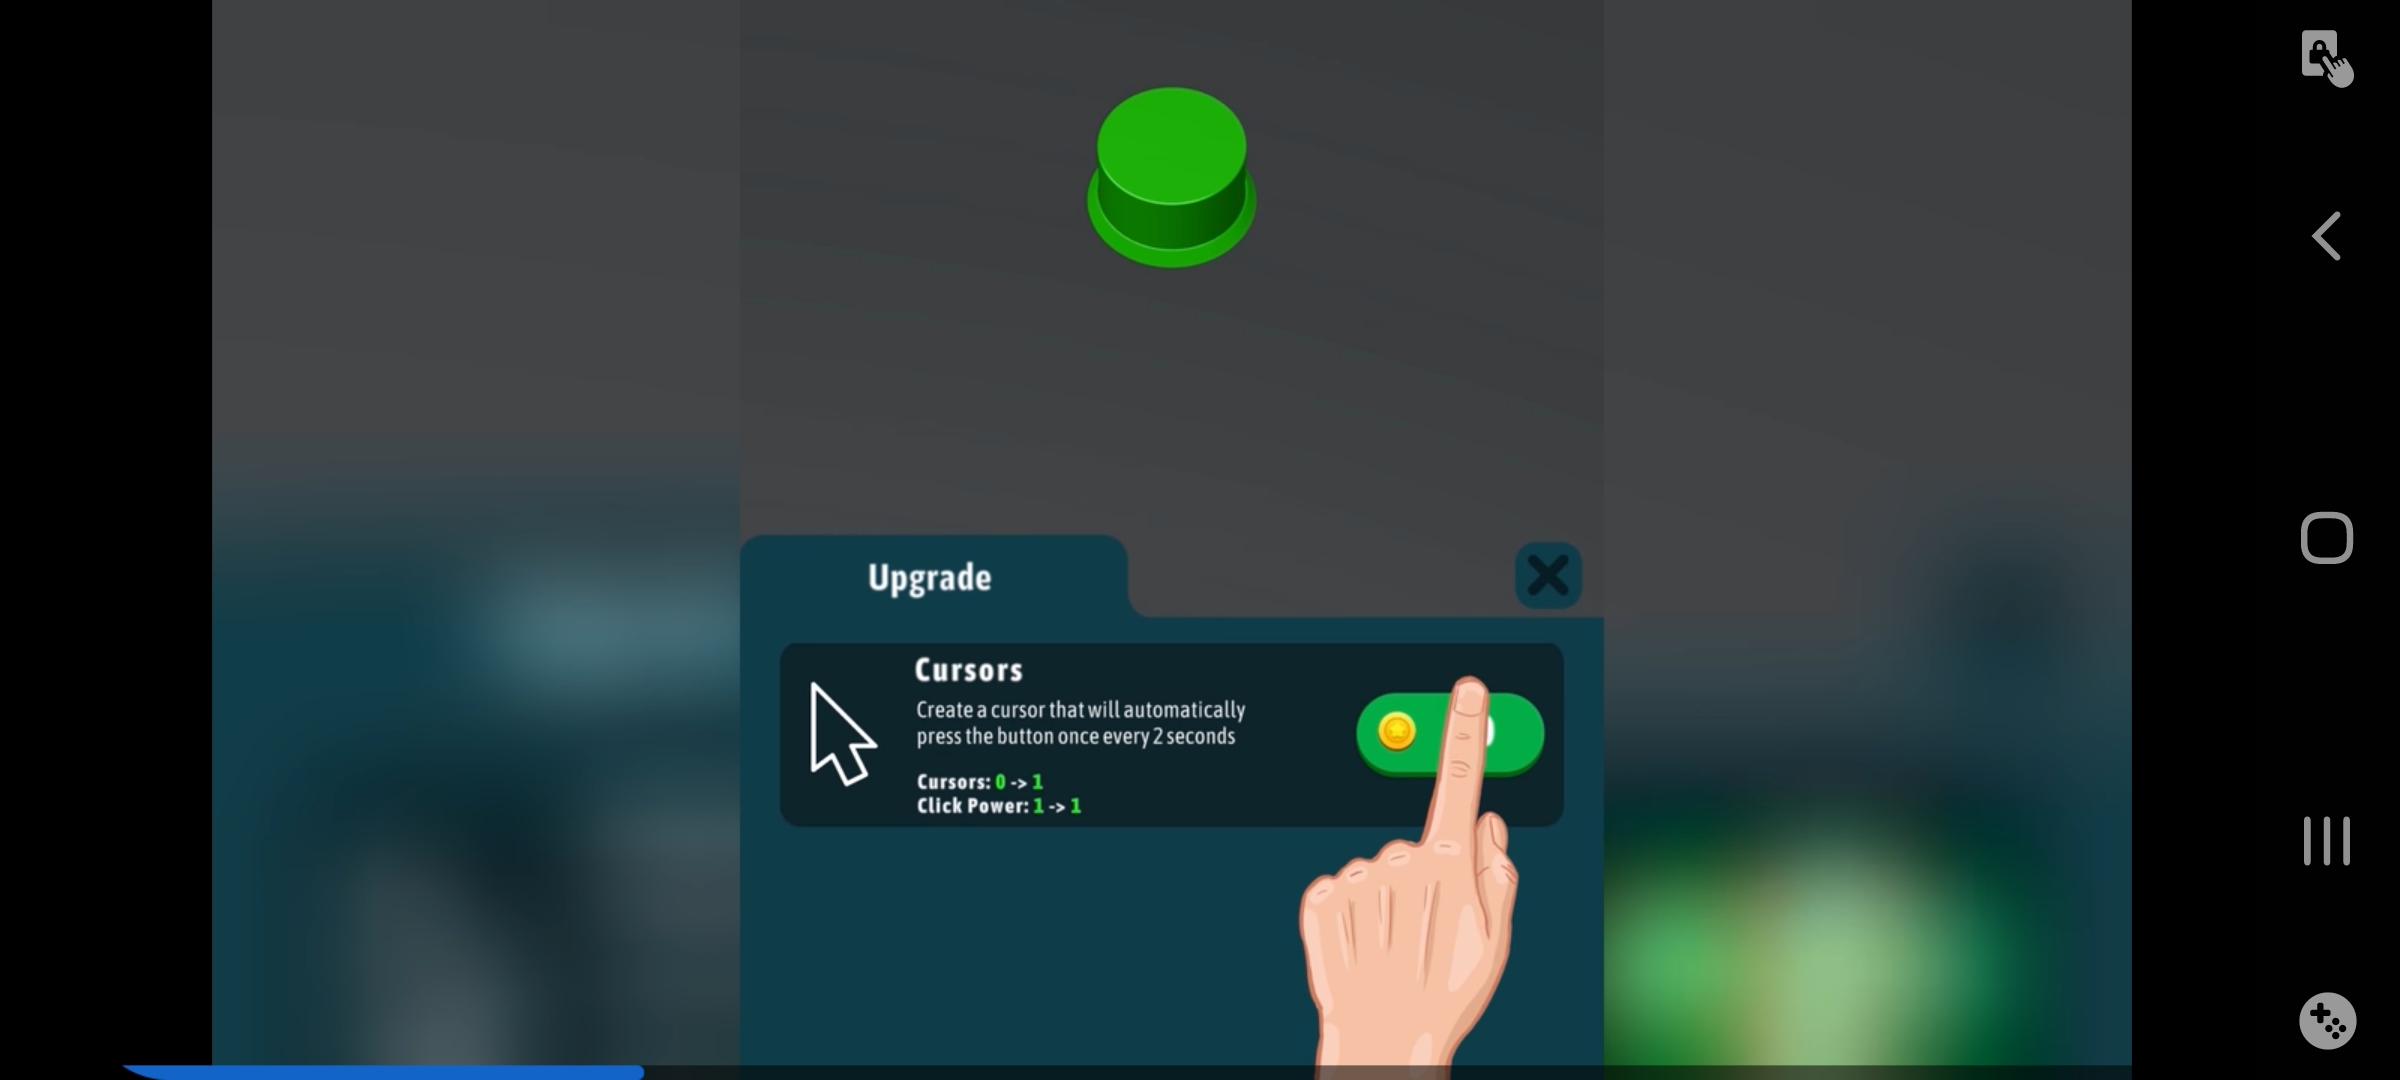 Upgrade
Cursors
Create a cursor that will automatically
press the button once every 2 seconds
Cursors: 0 -> 1
Click Power: 1 -> 1